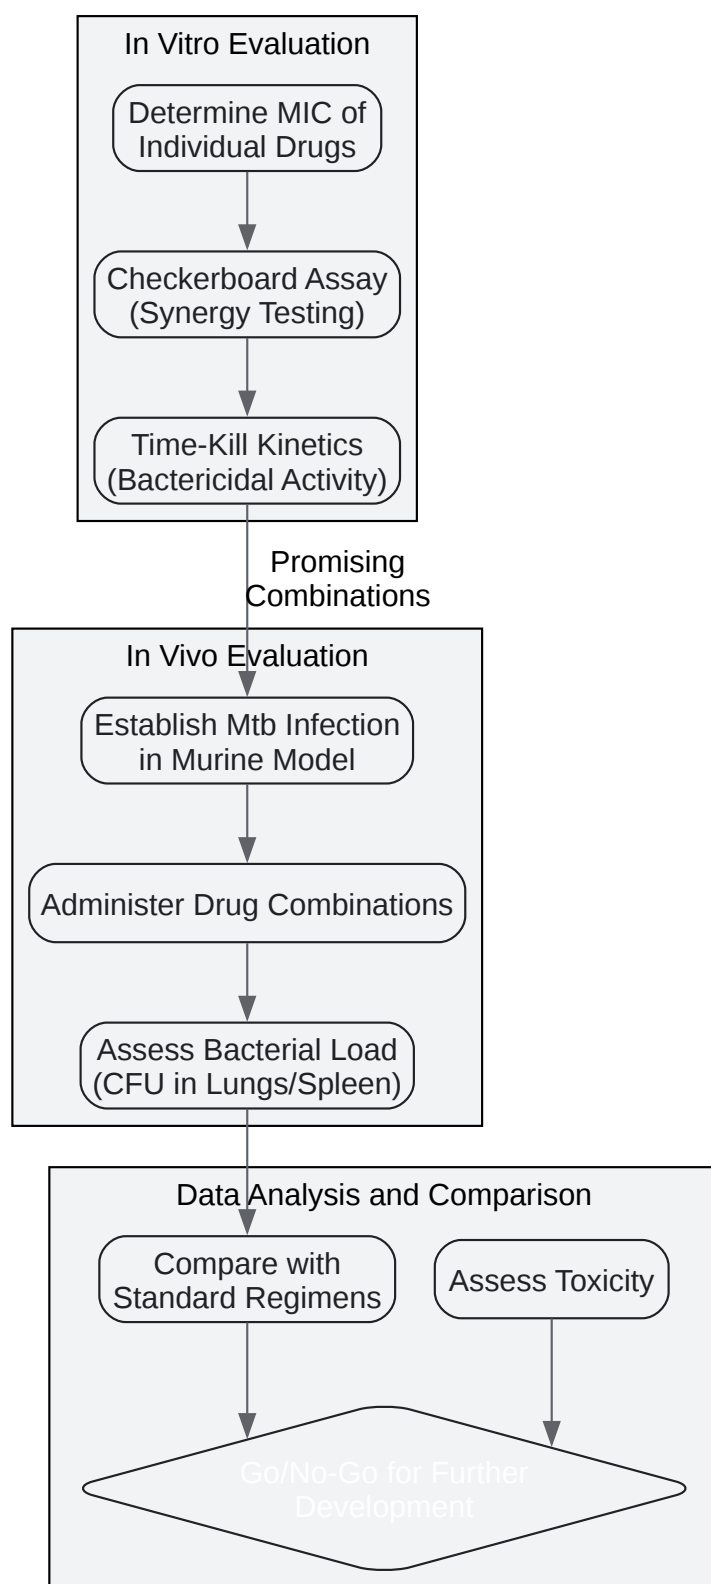 In Vitro Evaluation
Determine MIC of
Individual Drugs
Checkerboard Assay
(Synergy Testing)
Time-Kill Kinetics
(Bactericidal Activity)
Promising
Combinations
In Vivo Evaluation
Establish Mtb Infection
in Murine Model
Administer Drug Combinations
Assess Bacterial Load
(CFU in Lungs/Spleen)
Data Analysis and Comparison
Compare with
Standard Regimens
Assess Toxicity
Go/No-Go for Further
Development